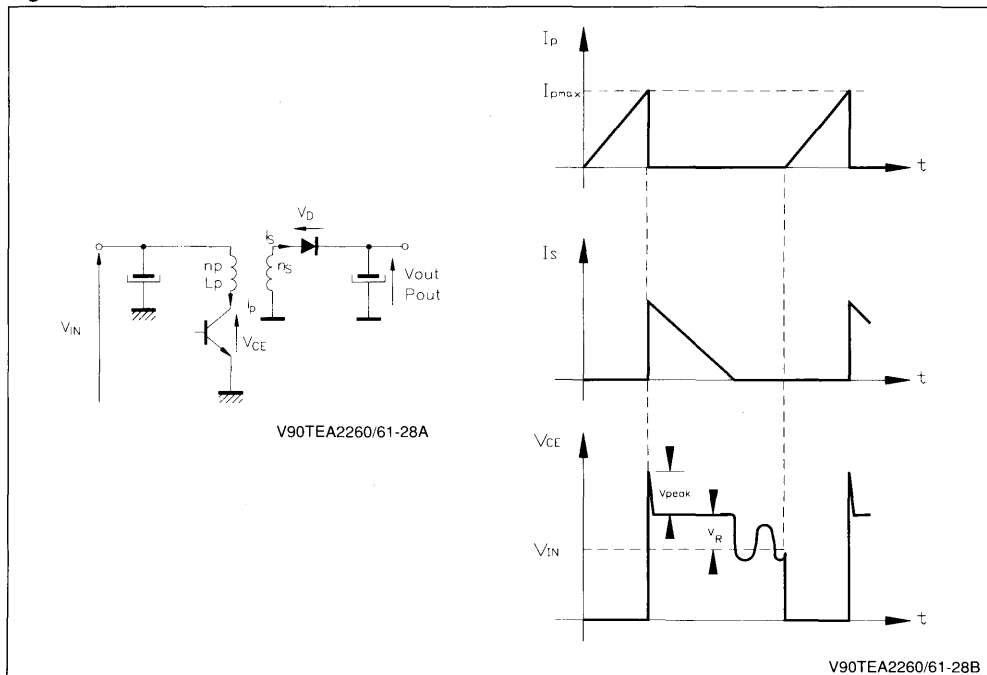 VIN
np
Lp
ip
VCE
nS
iS
VD
Vout
Pout
V90TEA2260/61-28A
Ip
Ipmax
t
Is
t
VCE
Vpeak
VR
VIN
t
V90TEA2260/61-28B